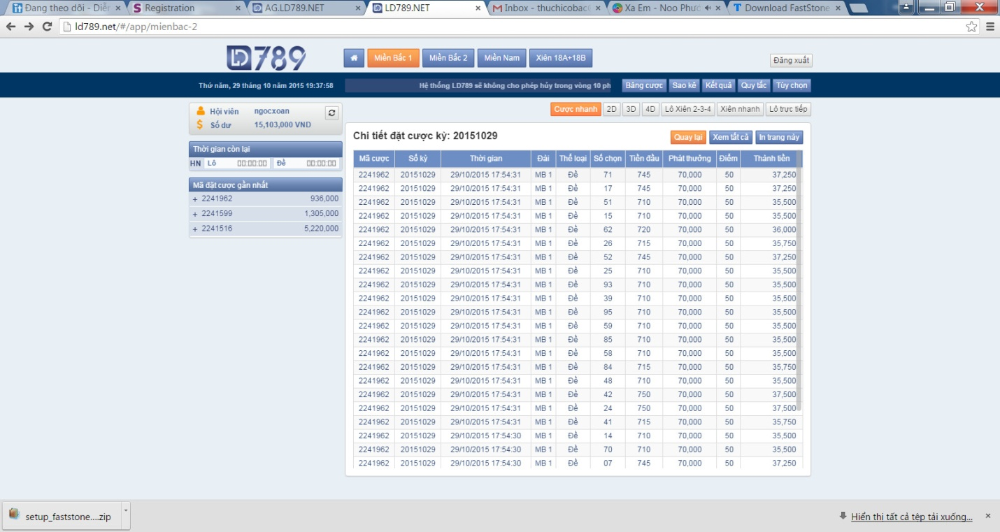 Đang theo dõi - Diễn
Registration
AG.LD789.NET
LD789.NET
Inbox - thuchicobac
Xa Em - Noo Phướ
Download FastStone
ld789.net/#/app/mienbac-2
LD789
Miền Bắc 1
Miền Bắc 2
Miền Nam
Xiên 18A+18B
Đăng xuất
Thứ năm, 29 tháng 10 năm 2015 19:37:58
Hệ thống LD789 sẽ không cho phép hủy trong vòng 10 ph
Bảng cược
Sao kê
Kết quả
Quy tắc
Tùy chọn
Hội viên ngocxoan
Số dư 15,103,000 VND
Thời gian còn lại
HN Lô 00:00:00 Đề 00:00:00
Mã đặt cược gần nhất
+ 2241962 936,000
+ 2241599 1,305,000
+ 2241516 5,220,000
Cược nhanh
2D
3D
4D
Lô Xiên 2-3-4
Xiên nhanh
Lô trực tiếp
Chi tiết đặt cược kỳ: 20151029
Quay lại
Xem tất cả
In trang này
Mã cược Số kỳ Thời gian Đài Thể loại Số chọn Tiền đầu Phát thưởng Điểm Thành tiền
2241962 20151029 29/10/2015 17:54:31 MB 1 Đề 71 745 70,000 50 37,250
2241962 20151029 29/10/2015 17:54:31 MB 1 Đề 17 745 70,000 50 37,250
2241962 20151029 29/10/2015 17:54:31 MB 1 Đề 51 710 70,000 50 35,500
2241962 20151029 29/10/2015 17:54:31 MB 1 Đề 15 710 70,000 50 35,500
2241962 20151029 29/10/2015 17:54:31 MB 1 Đề 62 720 70,000 50 36,000
2241962 20151029 29/10/2015 17:54:31 MB 1 Đề 26 715 70,000 50 35,750
2241962 20151029 29/10/2015 17:54:31 MB 1 Đề 52 745 70,000 50 37,250
2241962 20151029 29/10/2015 17:54:31 MB 1 Đề 25 710 70,000 50 35,500
2241962 20151029 29/10/2015 17:54:31 MB 1 Đề 93 710 70,000 50 35,500
2241962 20151029 29/10/2015 17:54:31 MB 1 Đề 39 710 70,000 50 35,500
2241962 20151029 29/10/2015 17:54:31 MB 1 Đề 95 710 70,000 50 35,500
2241962 20151029 29/10/2015 17:54:31 MB 1 Đề 59 710 70,000 50 35,500
2241962 20151029 29/10/2015 17:54:31 MB 1 Đề 85 710 70,000 50 35,500
2241962 20151029 29/10/2015 17:54:31 MB 1 Đề 58 710 70,000 50 35,500
2241962 20151029 29/10/2015 17:54:31 MB 1 Đề 84 715 70,000 50 35,750
2241962 20151029 29/10/2015 17:54:31 MB 1 Đề 48 710 70,000 50 35,500
2241962 20151029 29/10/2015 17:54:31 MB 1 Đề 42 750 70,000 50 37,500
2241962 20151029 29/10/2015 17:54:31 MB 1 Đề 24 750 70,000 50 37,500
2241962 20151029 29/10/2015 17:54:31 MB 1 Đề 41 715 70,000 50 35,750
2241962 20151029 29/10/2015 17:54:30 MB 1 Đề 14 710 70,000 50 35,500
2241962 20151029 29/10/2015 17:54:30 MB 1 Đề 70 710 70,000 50 35,500
2241962 20151029 29/10/2015 17:54:30 MB 1 Đề 07 745 70,000 50 37,250
setup_faststone....zip
Hiển thị tất cả tệp tải xuống...